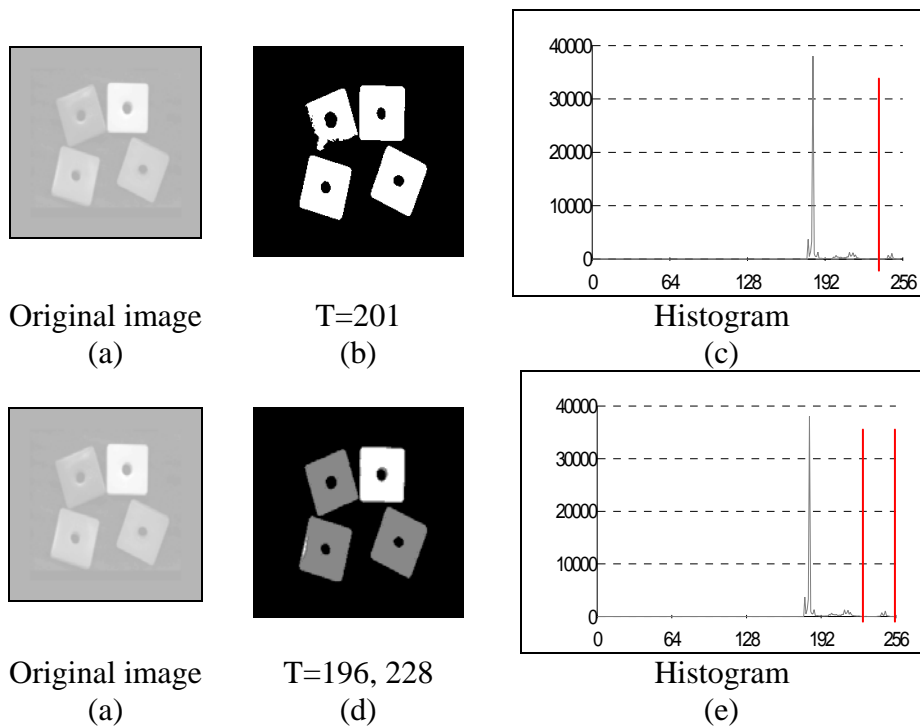 40000
30000
20000
10000
0
0 64 128 192 256
Original image T=201 Histogram
(a) (b) (c)
40000
30000
20000
10000
0
0 64 128 192 256
Original image T=196, 228 Histogram
(a) (d) (e)